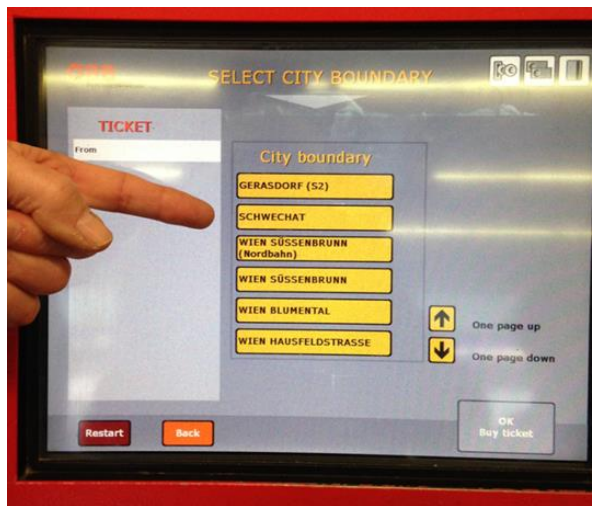 SELECT CITY BOUNDARY
TICKET
From
City boundary
GERASDORF (S2)
SCHWECHAT
WIEN SÜSSENBRUNN
(Nordbahn)
WIEN SÜSSENBRUNN
WIEN BLUMENTAL
WIEN HAUSFELDSTRASSE
One page up
One page down
Restart
Back
OK
Buy ticket